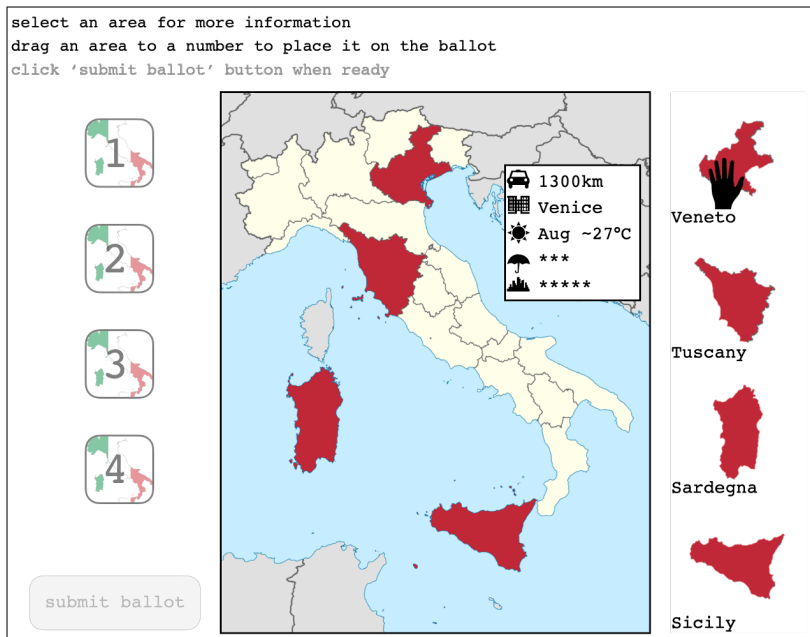 select an area for more information
drag an area to a number to place it on the ballot
click ‘submit ballot’ button when ready
1
2
3
4
submit ballot
1300km
Venice
Aug ~27°C
***
*****
Veneto
Tuscany
Sardegna
Sicily